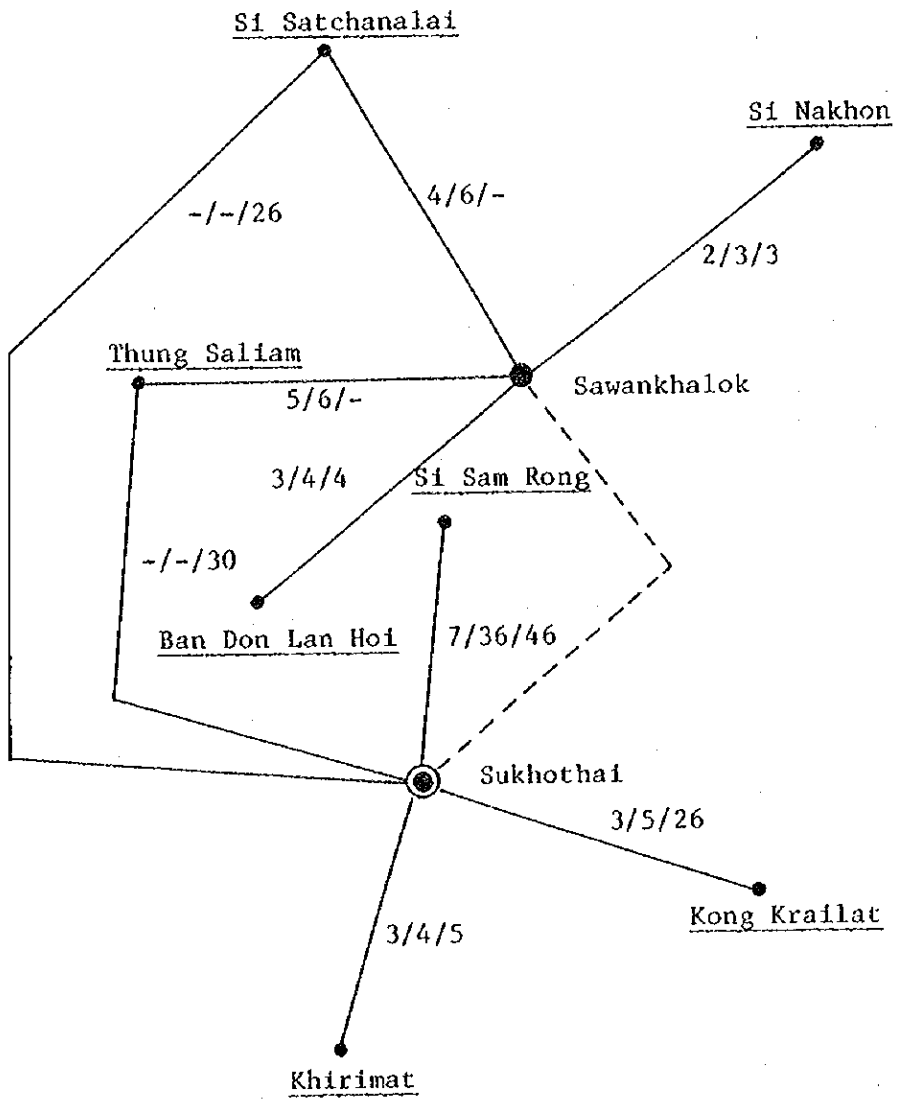 Si Satchanalai
Si Nakhon
4/6/-
-/-/26
2/3/3
Thung Saliam
Sawankhalok
5/6/-
3/4/4
Si Sam Rong
-/-/30
Ban Don Lan Hoi
7/36/46
Sukhothai
3/5/26
Kong Krailat
3/4/5
Khirimat